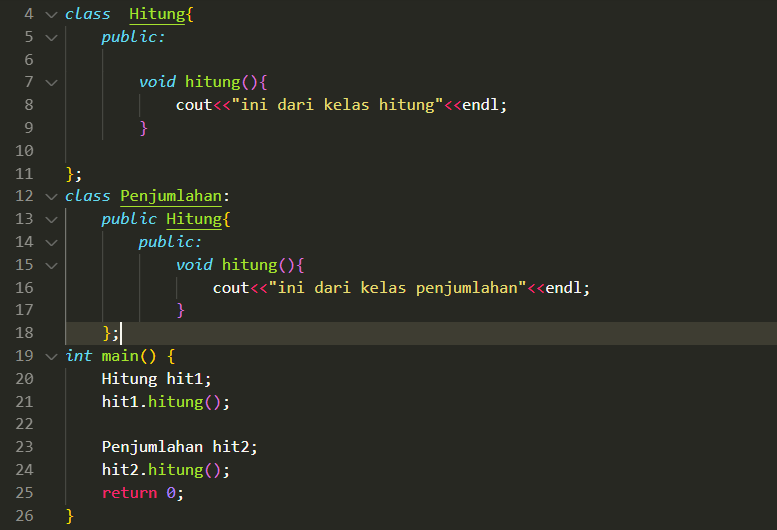 4 class  Hitung{
5     public:
6
7         void hitung(){
8             cout<<"ini dari kelas hitung"<<endl;
9         }
10
11 };
12 class Penjumlahan:
13     public Hitung{
14         public:
15             void hitung(){
16                 cout<<"ini dari kelas penjumlahan"<<endl;
17             }
18     };
19 int main() {
20     Hitung hit1;
21     hit1.hitung();
22
23     Penjumlahan hit2;
24     hit2.hitung();
25     return 0;
26 }